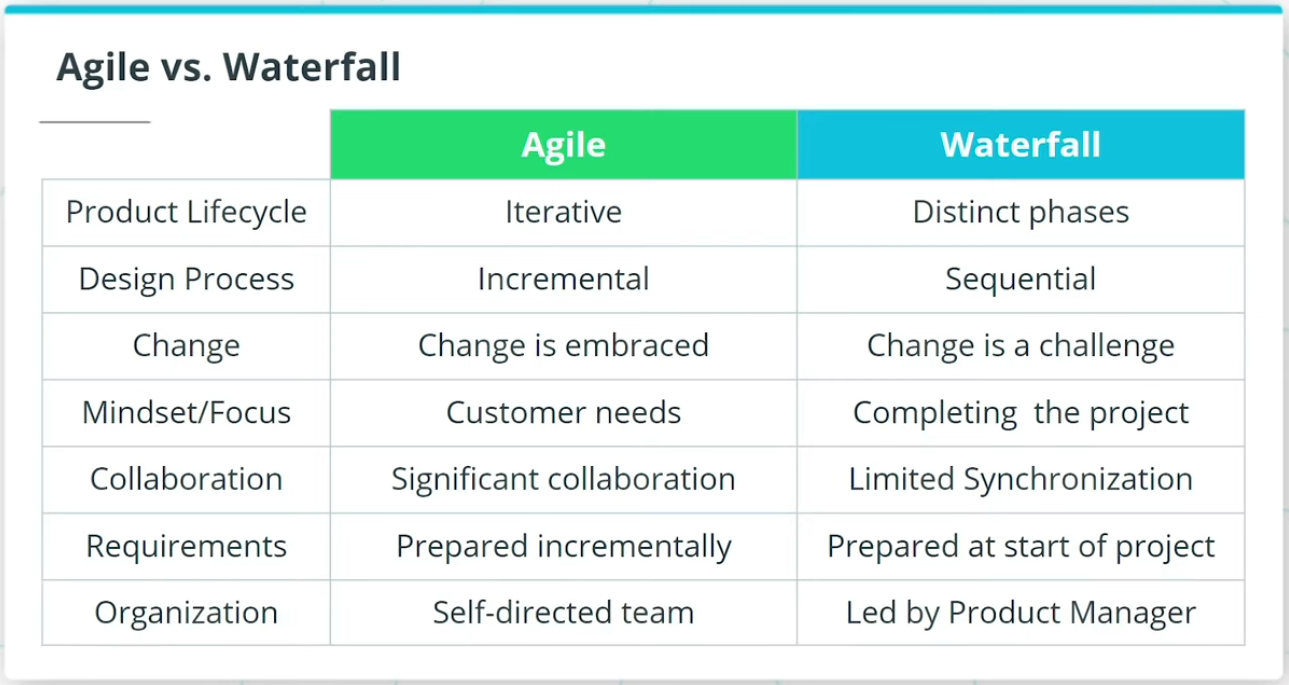 Agile vs. Waterfall
Agile Waterfall
Product Lifecycle Iterative Distinct phases
Design Process Incremental Sequential
Change Change is embraced Change is a challenge
Mindset/Focus Customer needs Completing  the project
Collaboration Significant collaboration Limited Synchronization
Requirements Prepared incrementally Prepared at start of project
Organization Self-directed team Led by Product Manager